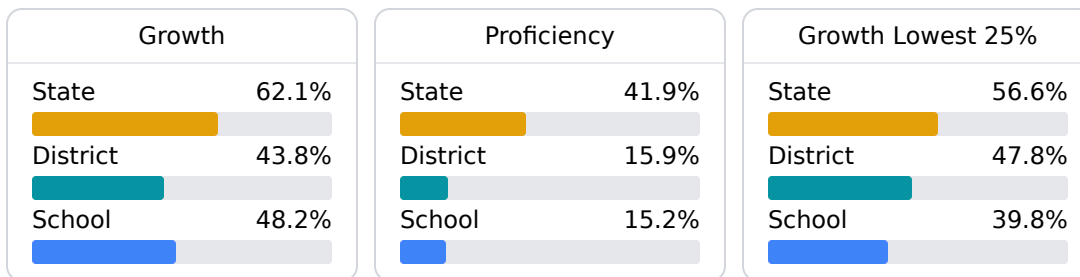 Growth
State 62.1%
District 43.8%
School 48.2%
Proficiency
State 41.9%
District 15.9%
School 15.2%
Growth Lowest 25%
State 56.6%
District 47.8%
School 39.8%